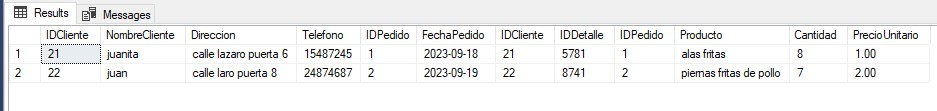 Results Messages
IDCliente NombreCliente Direccion Telefono IDPedido FechaPedido IDCliente IDDetalle IDPedido Producto Cantidad PrecioUnitario
1 21 juanita calle lazaro puerta 6 15487245 1 2023-09-18 21 5781 1 alas fritas 8 1.00
2 22 juan calle laro puerta 8 24874687 2 2023-09-19 22 8741 2 piernas fritas de pollo 7 2.00